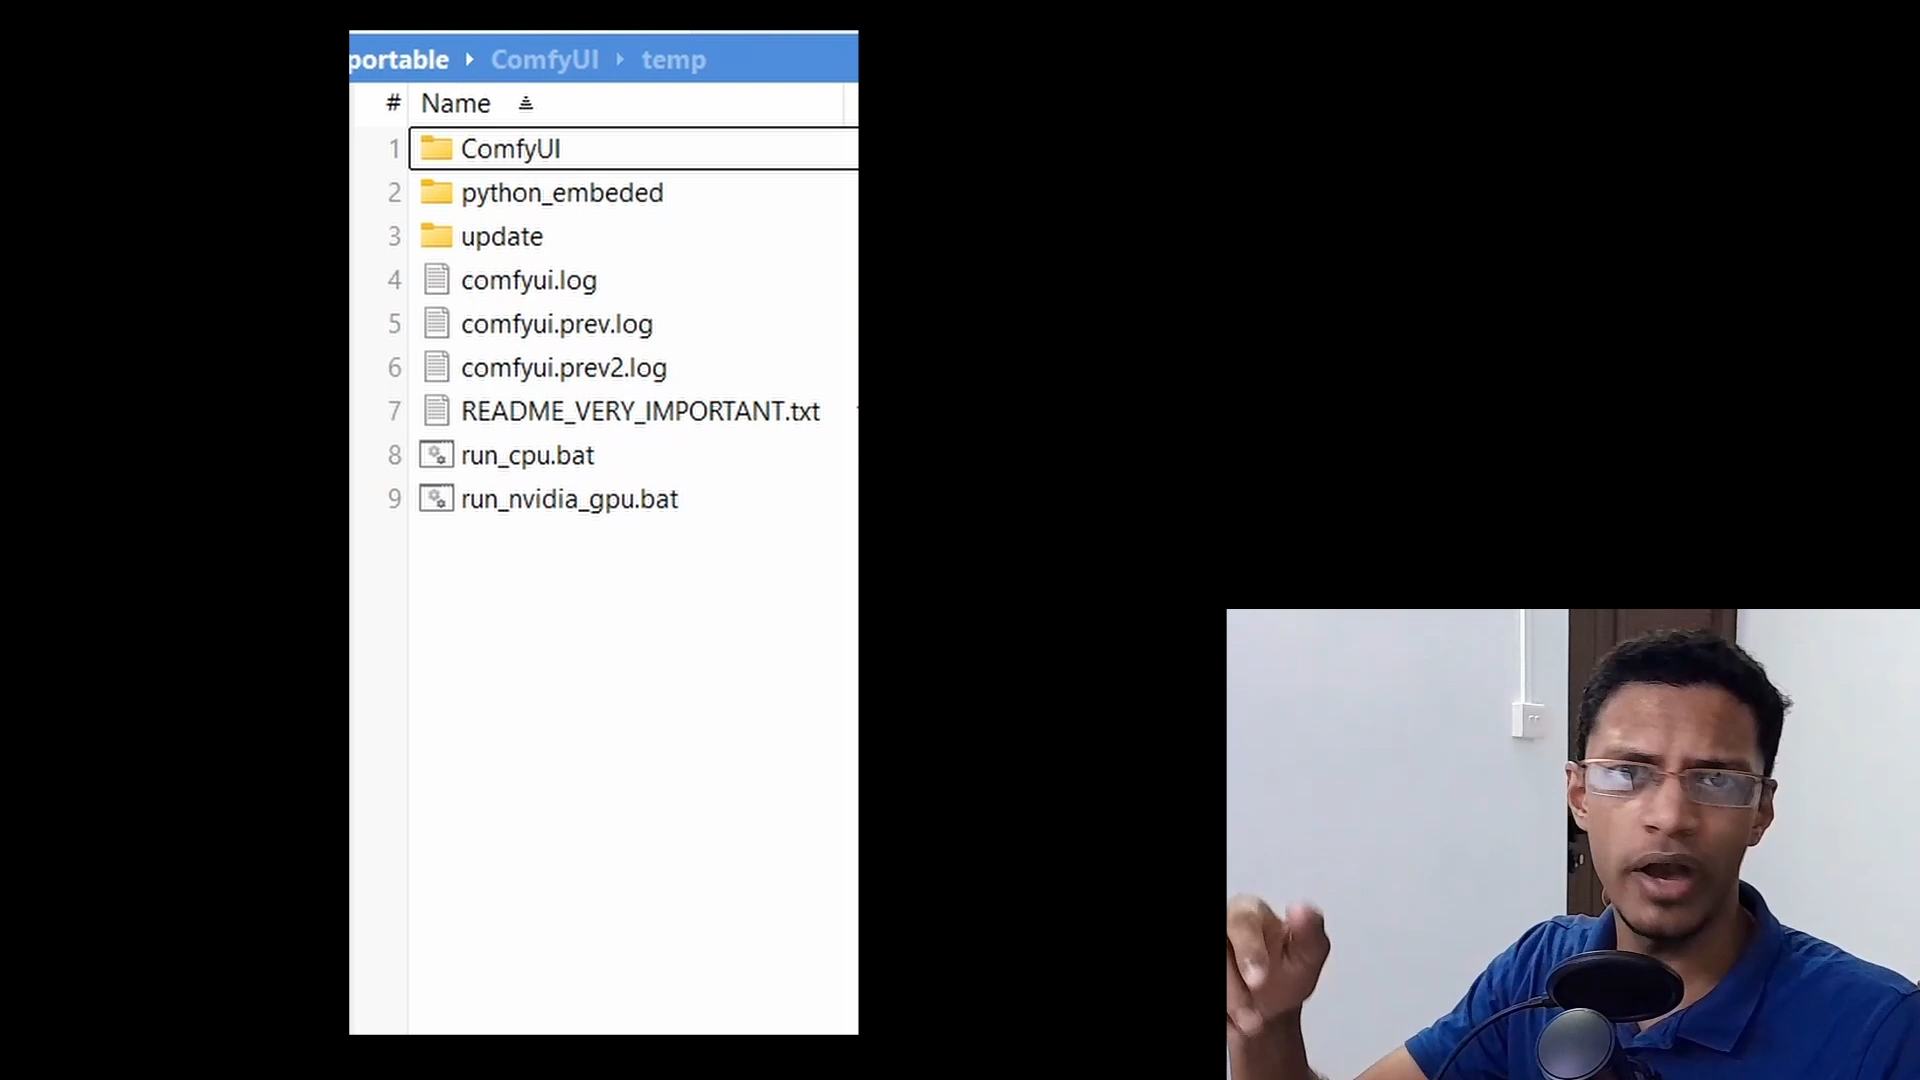 portable ComfyUI temp
# Name
1 ComfyUI
2 python_embeded
3 update
4 comfyui.log
5 comfyui.prev.log
6 comfyui.prev2.log
7 README_VERY_IMPORTANT.txt
8 run_cpu.bat
9 run_nvidia_gpu.bat